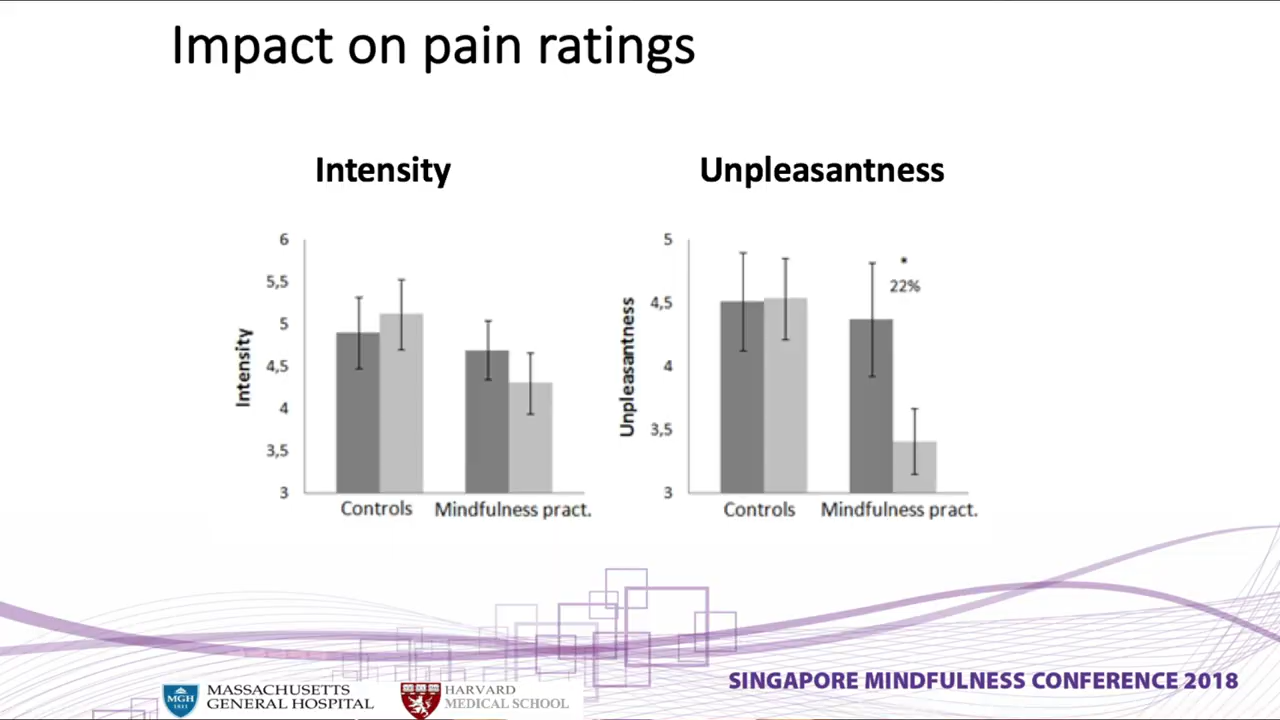 Impact on pain ratings
Intensity
Unpleasantness
6
5,5
5
4,5
4
3,5
3
Intensity
Controls
Mindfulness pract.
5
4,5
4
3,5
3
Unpleasantness
*
22%
Controls
Mindfulness pract.
MGH
1811
MASSACHUSETTS
GENERAL HOSPITAL
HARVARD
MEDICAL SCHOOL
SINGAPORE MINDFULNESS CONFERENCE 2018